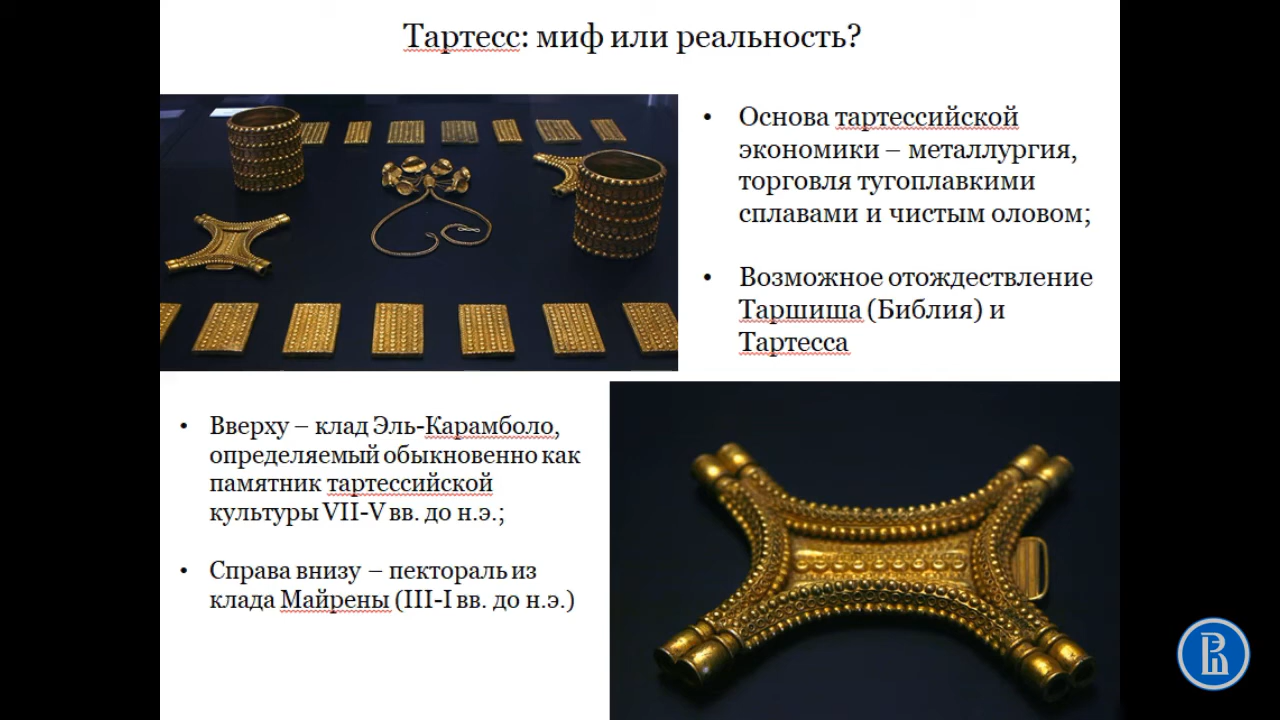 Тартесс: миф или реальность?
• Основа тартессийской
экономики – металлургия,
торговля тугоплавкими
сплавами и чистым оловом;
• Возможное отождествление
Таршиша (Библия) и
Тартесса
• Вверху – клад Эль-Карамболо,
определяемый обыкновенно как
памятник тартессийской
культуры VII-V вв. до н.э.;
• Справа внизу – пектораль из
клада Майрены (III-I вв. до н.э.)